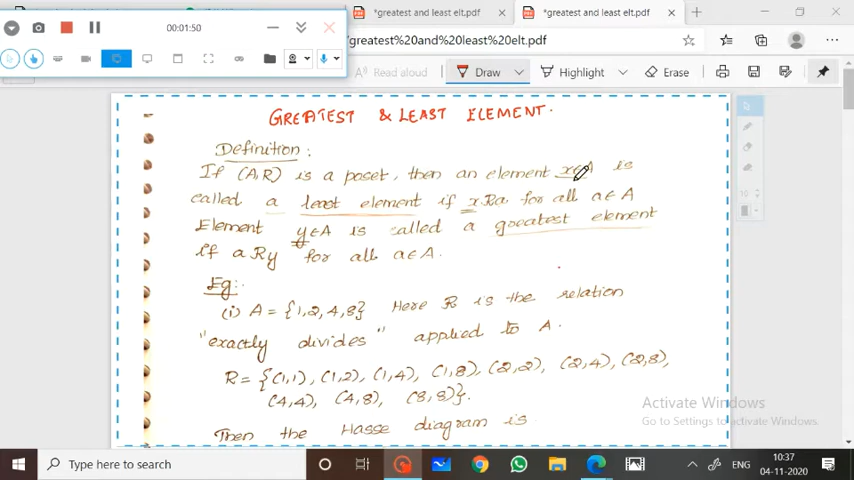 00:01:50
*greatest and least elt.pdf
*greatest and least elt.pdf
/greatest%20and%20least%20elt.pdf
Read aloud
Draw
Highlight
Erase
GREATEST & LEAST ELEMENT.
Definition :
If (A,R) is a poset, then an element x∈A is
called a least element if xRa for all a∈A
Element y∈A is called a greatest element
if aRy for all a∈A.
Eg:
(i) A = {1,2,4,8} Here R is the relation
"exactly divides" applied to A.
R = {(1,1), (1,2), (1,4), (1,8), (2,2), (2,4), (2,8),
(4,4), (4,8), (8,8)}.
Then the Hasse diagram is
10
Activate Windows
Go to Settings to activate Windows.
Type here to search
ENG
10:37
04-11-2020